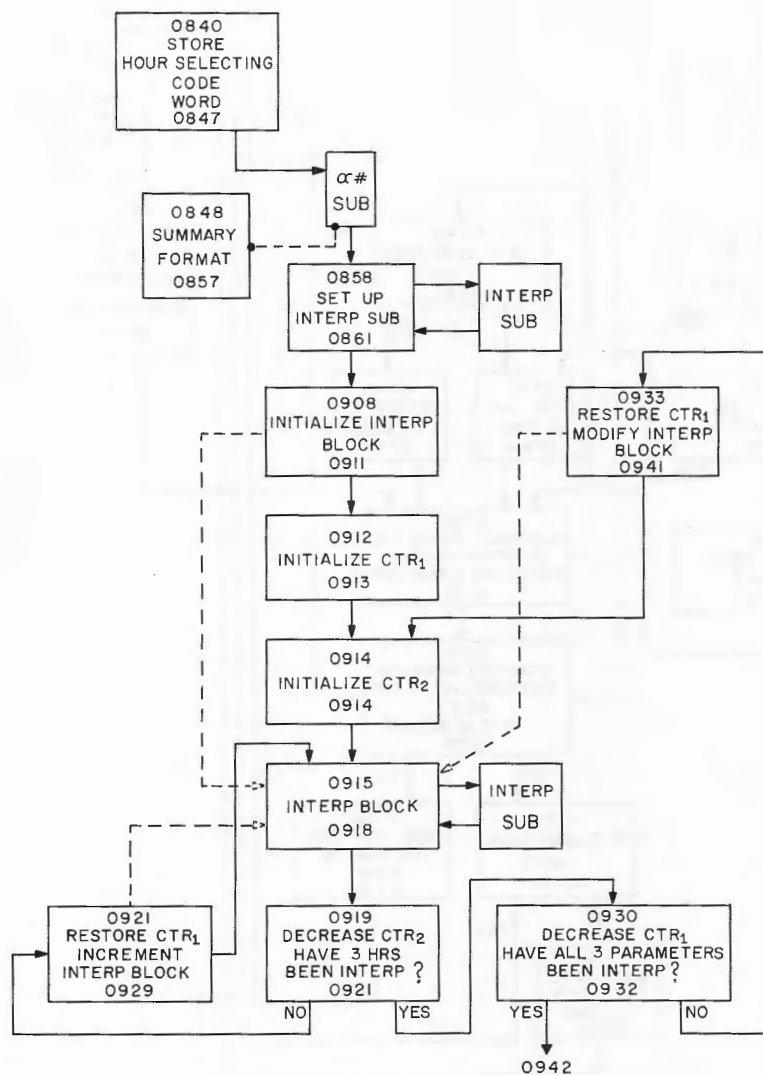 0840
STORE
HOUR SELECTING
CODE
WORD
0847
α#
SUB
0848
SUMMARY
FORMAT
0857
0858
SET UP
INTERP SUB
0861
INTERP
SUB
0908
INITIALIZE INTERP
BLOCK
0911
0933
RESTORE CTR₁
MODIFY INTERP
BLOCK
0941
0912
INITIALIZE CTR₁
0913
0914
INITIALIZE CTR₂
0914
0915
INTERP BLOCK
0918
INTERP
SUB
0921
RESTORE CTR₁
INCREMENT
INTERP BLOCK
0929
0919
DECREASE CTR₂
HAVE 3 HRS
BEEN INTERP ?
0921
0930
DECREASE CTR₁
HAVE ALL 3 PARAMETERS
BEEN INTERP ?
0932
NO
YES
YES
NO
0942